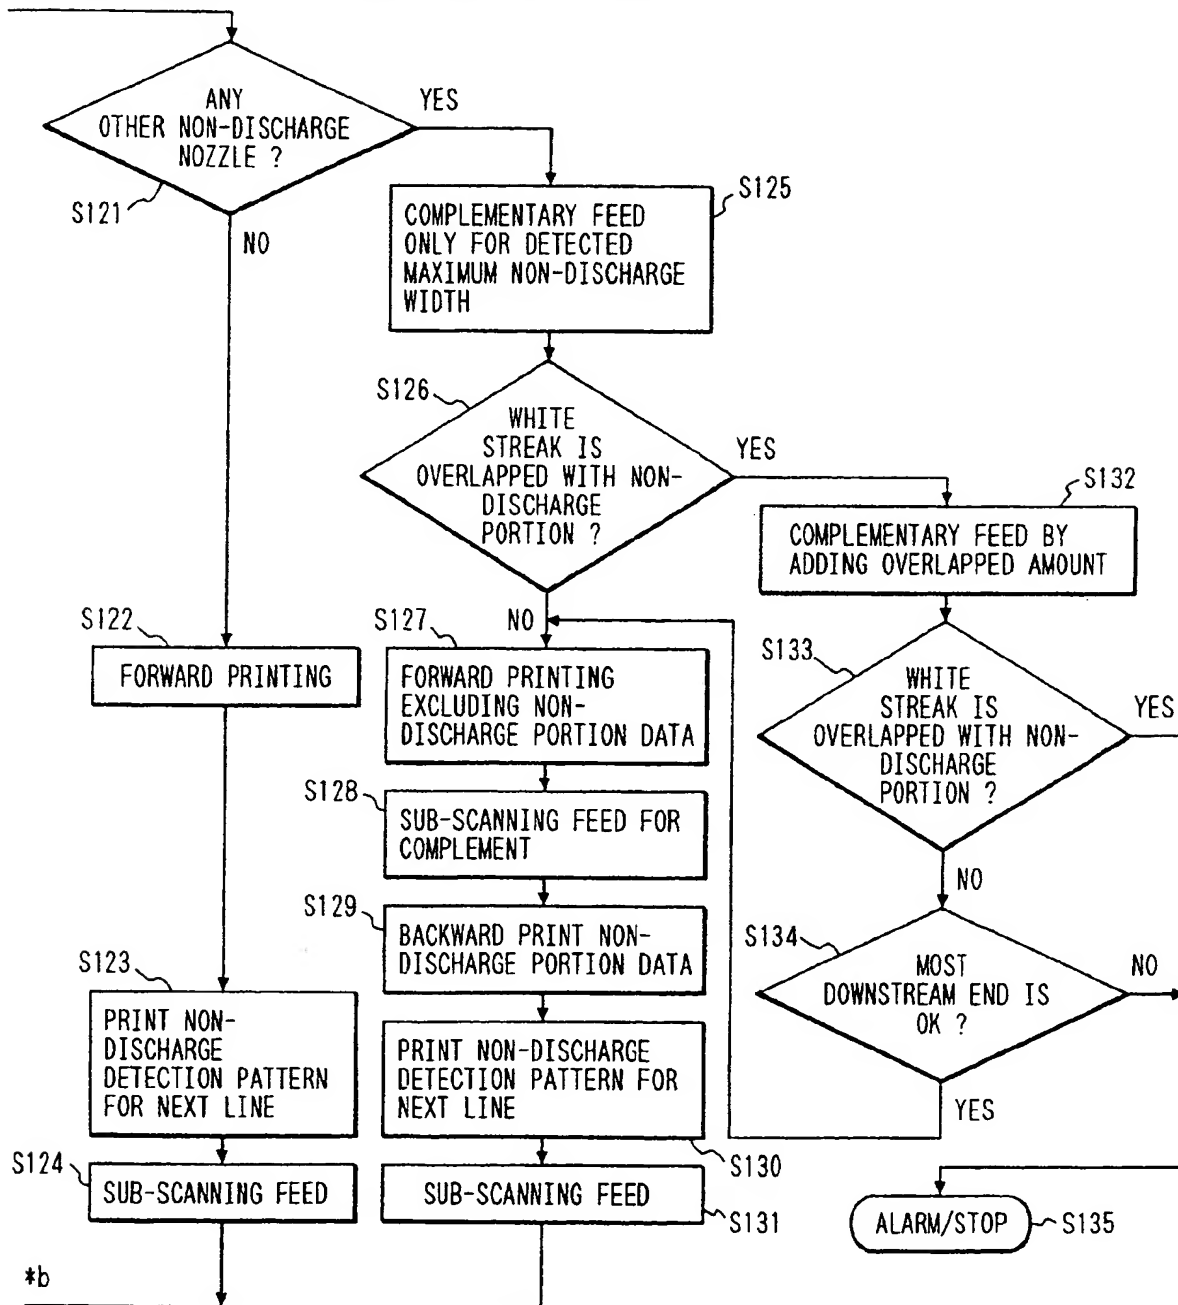 ANY
OTHER NON-DISCHARGE
NOZZLE ?
YES
S121
NO
S125
COMPLEMENTARY FEED
ONLY FOR DETECTED
MAXIMUM NON-DISCHARGE
WIDTH
S126
WHITE
STREAK IS
OVERLAPPED WITH NON-
DISCHARGE
PORTION ?
YES
NO
S132
COMPLEMENTARY FEED BY
ADDING OVERLAPPED AMOUNT
S122
FORWARD PRINTING
S127
FORWARD PRINTING
EXCLUDING NON-
DISCHARGE PORTION DATA
S133
WHITE
STREAK IS
OVERLAPPED WITH NON-
DISCHARGE
PORTION ?
YES
NO
S128
SUB-SCANNING FEED FOR
COMPLEMENT
S129
BACKWARD PRINT NON-
DISCHARGE PORTION DATA
S134
MOST
DOWNSTREAM END IS
OK ?
NO
YES
S123
PRINT NON-
DISCHARGE
DETECTION PATTERN
FOR NEXT LINE
PRINT NON-DISCHARGE
DETECTION PATTERN FOR
NEXT LINE
S130
S124
SUB-SCANNING FEED
SUB-SCANNING FEED
S131
ALARM/STOP
S135
*b